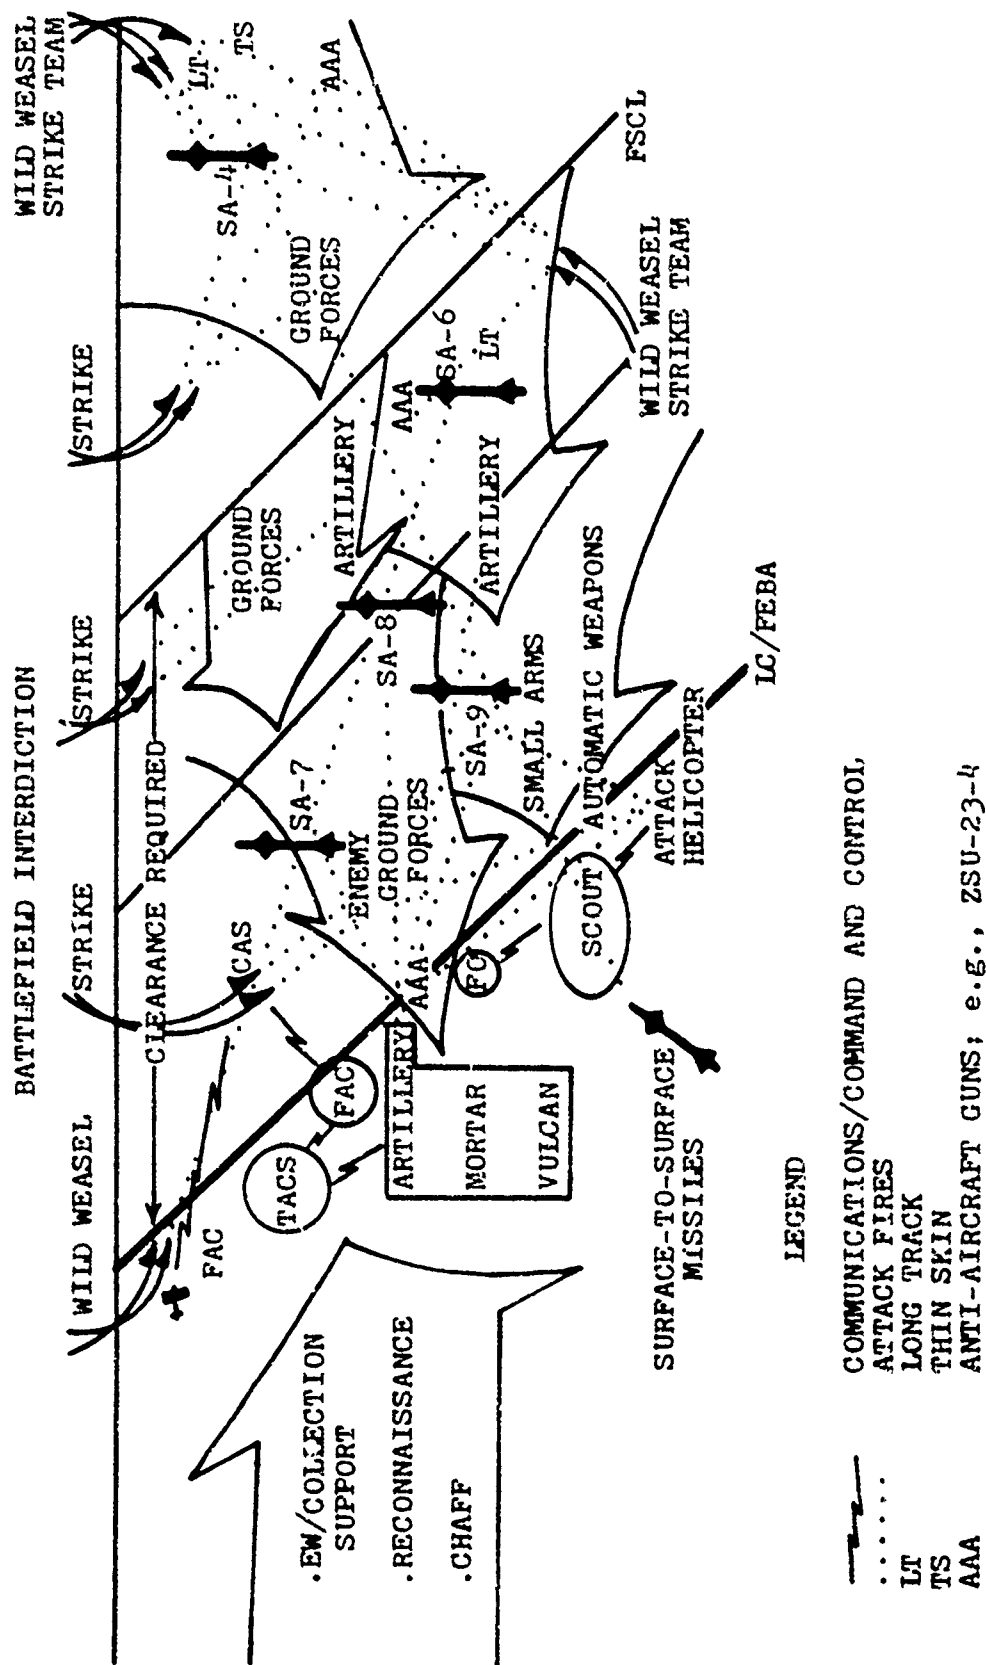 BATTLEFIELD INTERDICTION
WILD WEASEL
STRIKE
STRIKE
STRIKE
WILD WEASEL
STRIKE TEAM
CLEARANCE REQUIRED
FAC
CAS
LT
TS
SA-4
AAA
GROUND
FORCES
GROUND
FORCES
SA-7
ENEMY
GROUND
FORCES
TACS
FAC
ARTILLERY
MORTAR
VULCAN
AAA
SA-8
ARTILLERY
AAA
SA-6
LT
FSCL
.EW/COLLECTION
SUPPORT
.RECONNAISSANCE
.CHAFF
FC
SA-9
SMALL ARMS
ARTILLERY
SCOUT
AUTOMATIC WEAPONS
WILD WEASEL
STRIKE TEAM
SURFACE-TO-SURFACE
MISSILES
ATTACK
HELICOPTER
LC/FEBA
LEGEND
COMMUNICATIONS/COMMAND AND CONTROL
ATTACK FIRES
LT LONG TRACK
TS THIN SKIN
AAA ANTI-AIRCRAFT GUNS; e.g., ZSU-23-4